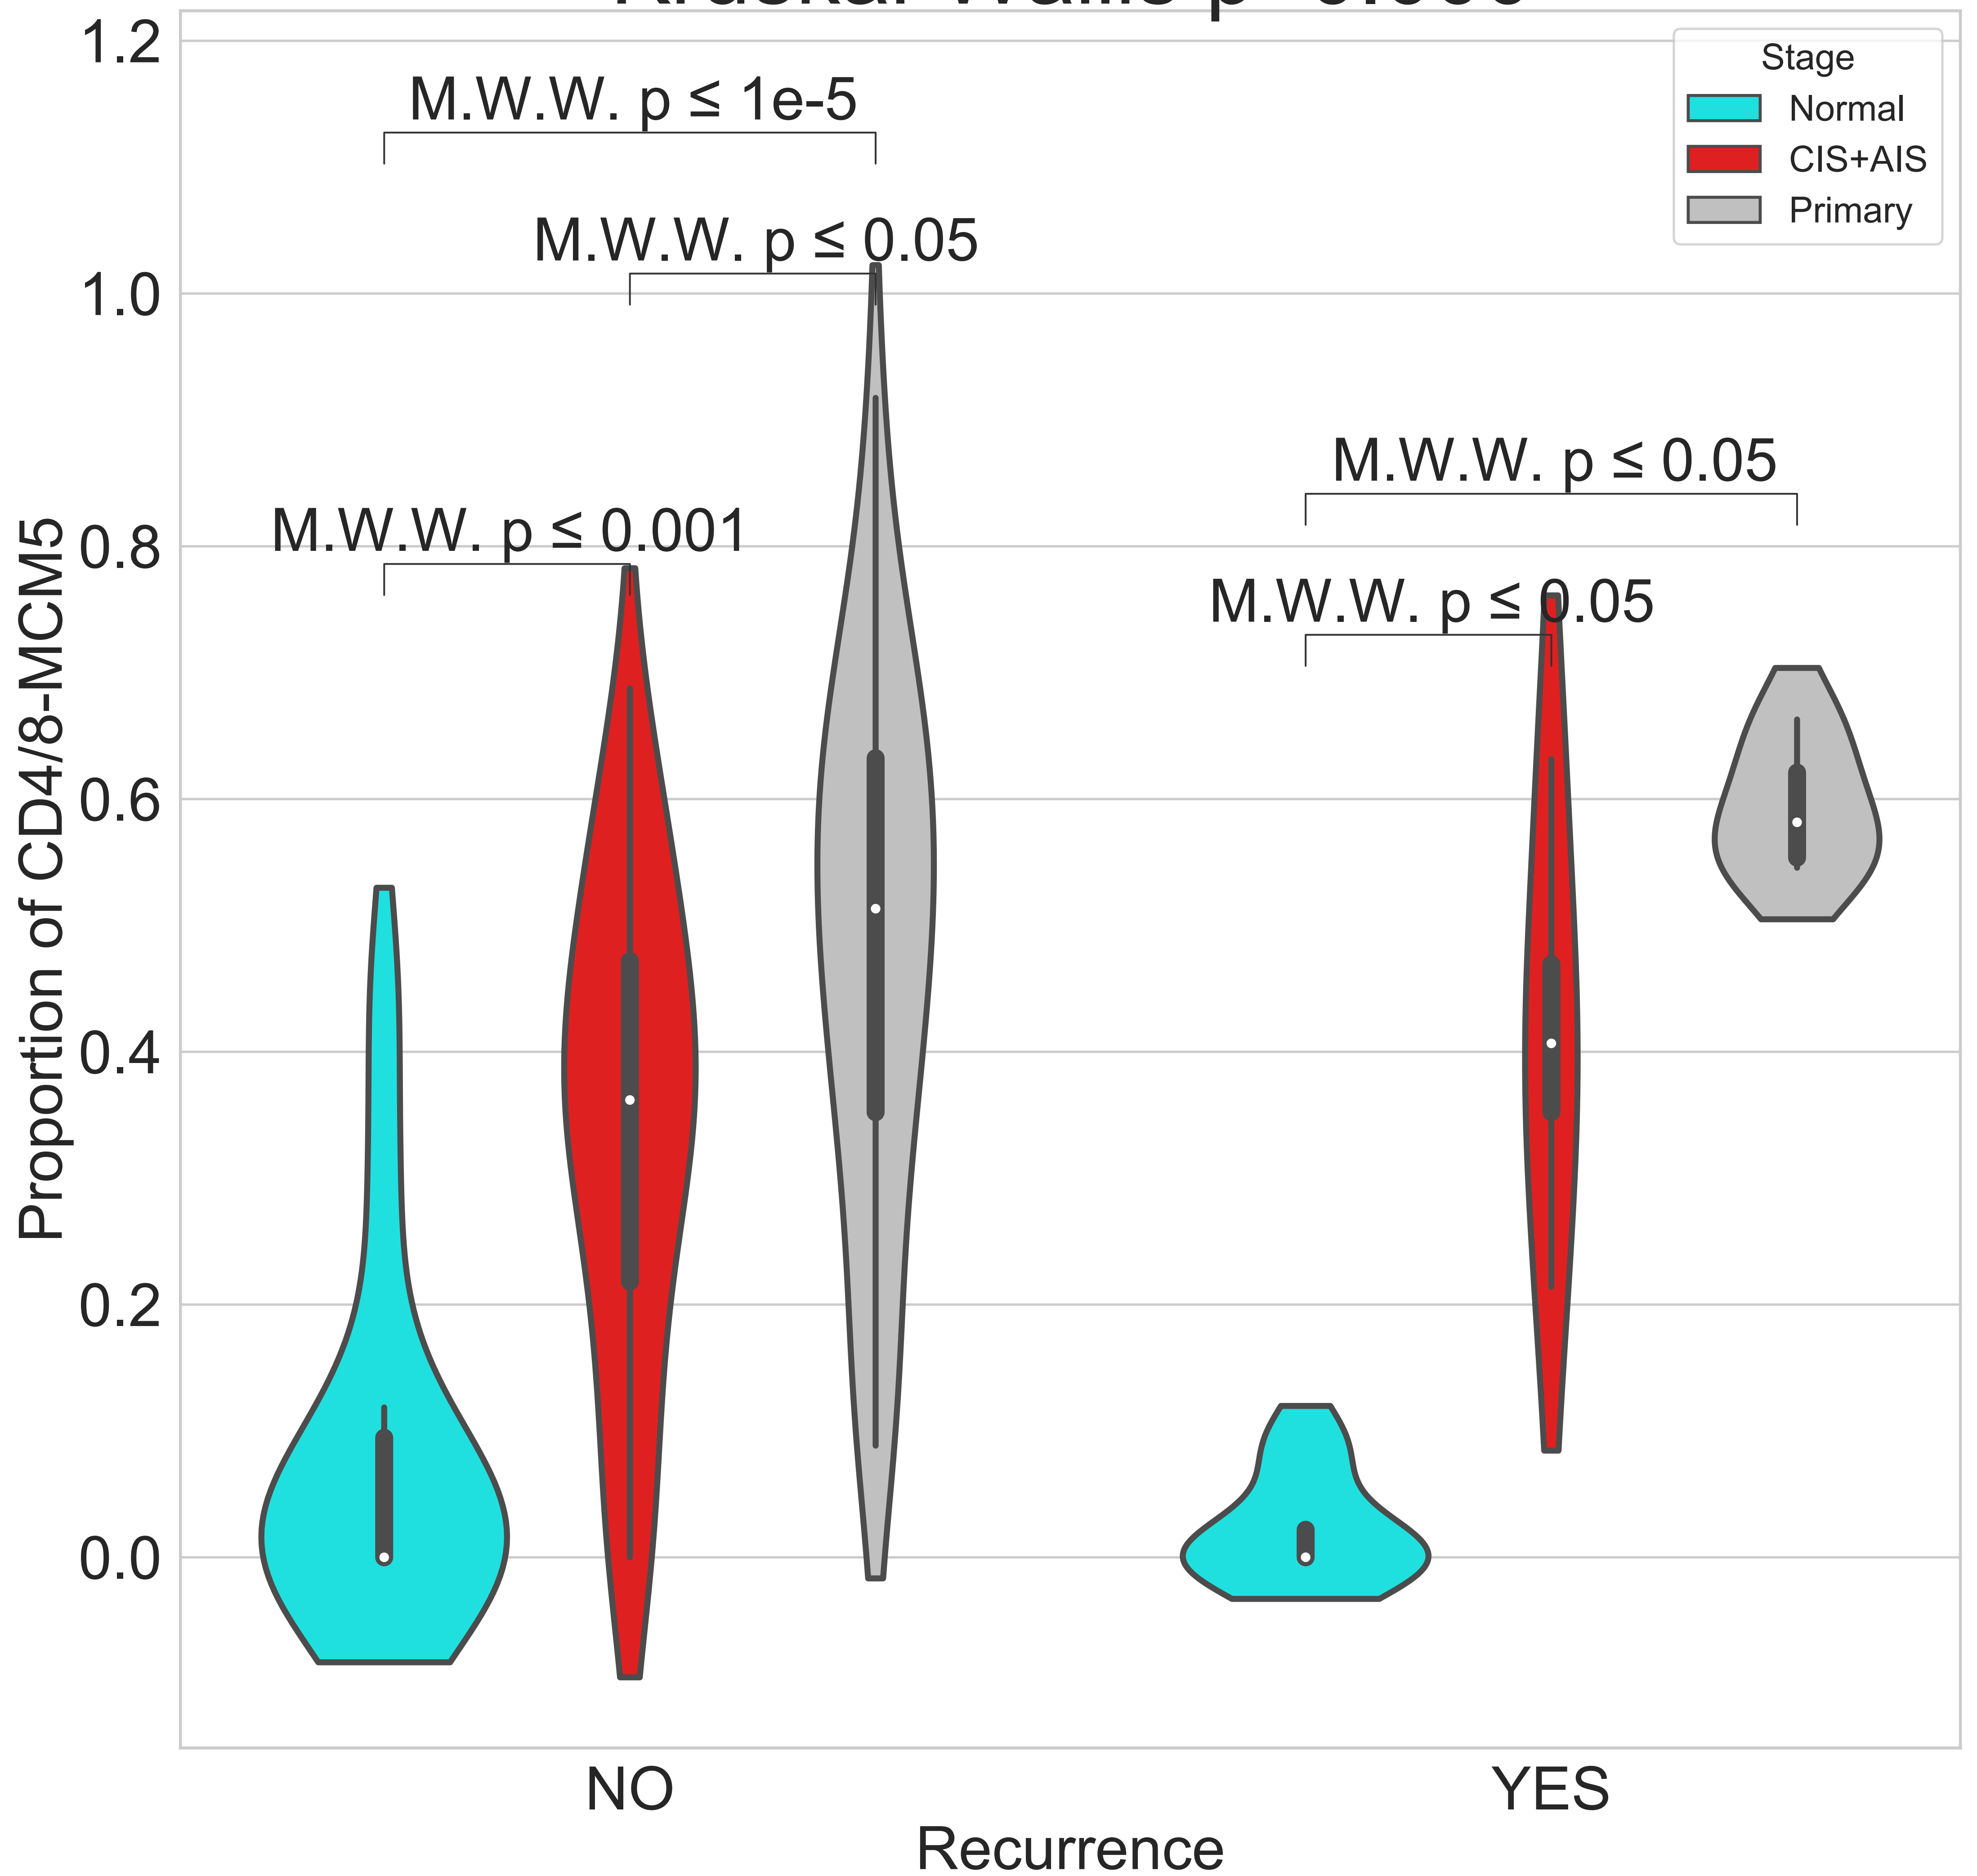 1.2
1.0
0.8
0.6
0.4
0.2
0.0
Proportion of CD4/8-MCM5
M.W.W. p ≤ 1e-5
M.W.W. p ≤ 0.05
M.W.W. p ≤ 0.001
M.W.W. p ≤ 0.05
M.W.W. p ≤ 0.05
Stage
Normal
CIS+AIS
Primary
NO
YES
Recurrence